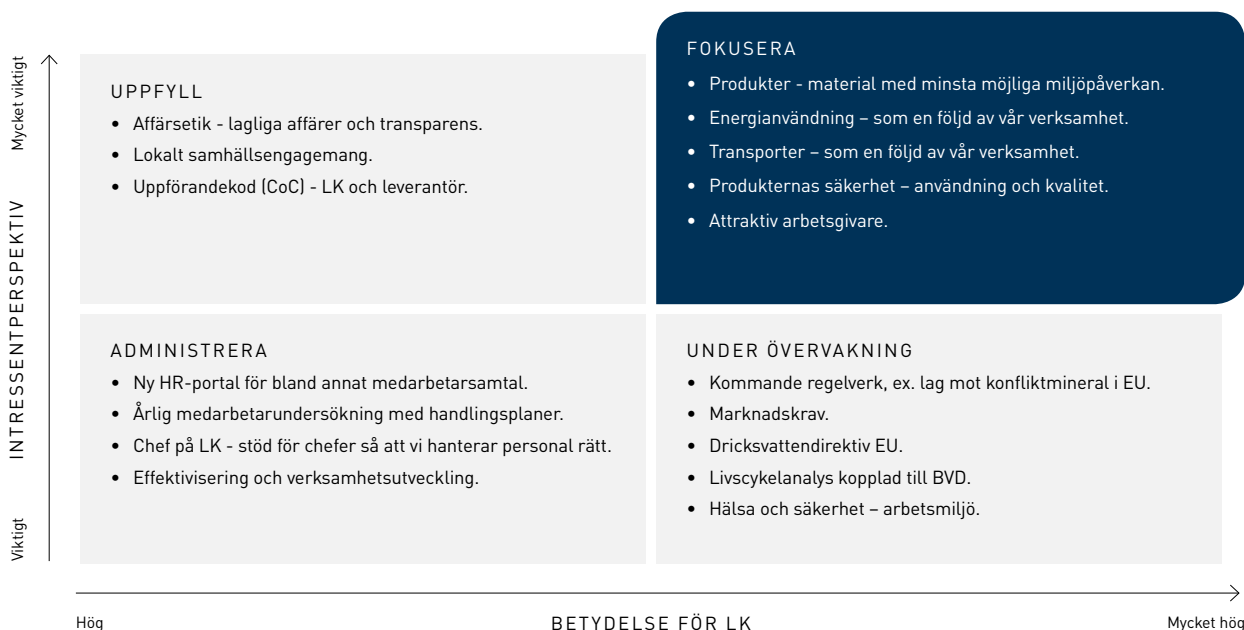 Mycket viktigt
INTRESSENTPERSPEKTIV
Viktigt
UPPFYLL
• Affärsetik - lagliga affärer och transparens.
• Lokalt samhällsengagemang.
• Uppförandekod (CoC) - LK och leverantör.
FOKUSERA
• Produkter - material med minsta möjliga miljöpåverkan.
• Energianvändning – som en följd av vår verksamhet.
• Transporter – som en följd av vår verksamhet.
• Produkternas säkerhet – användning och kvalitet.
• Attraktiv arbetsgivare.
ADMINISTRERA
• Ny HR-portal för bland annat medarbetarsamtal.
• Årlig medarbetarundersökning med handlingsplaner.
• Chef på LK - stöd för chefer så att vi hanterar personal rätt.
• Effektivisering och verksamhetsutveckling.
UNDER ÖVERVAKNING
• Kommande regelverk, ex. lag mot konfliktmineral i EU.
• Marknadskrav.
• Dricksvattendirektiv EU.
• Livscykelanalys kopplad till BVD.
• Hälsa och säkerhet – arbetsmiljö.
Hög
BETYDELSE FÖR LK
Mycket hög